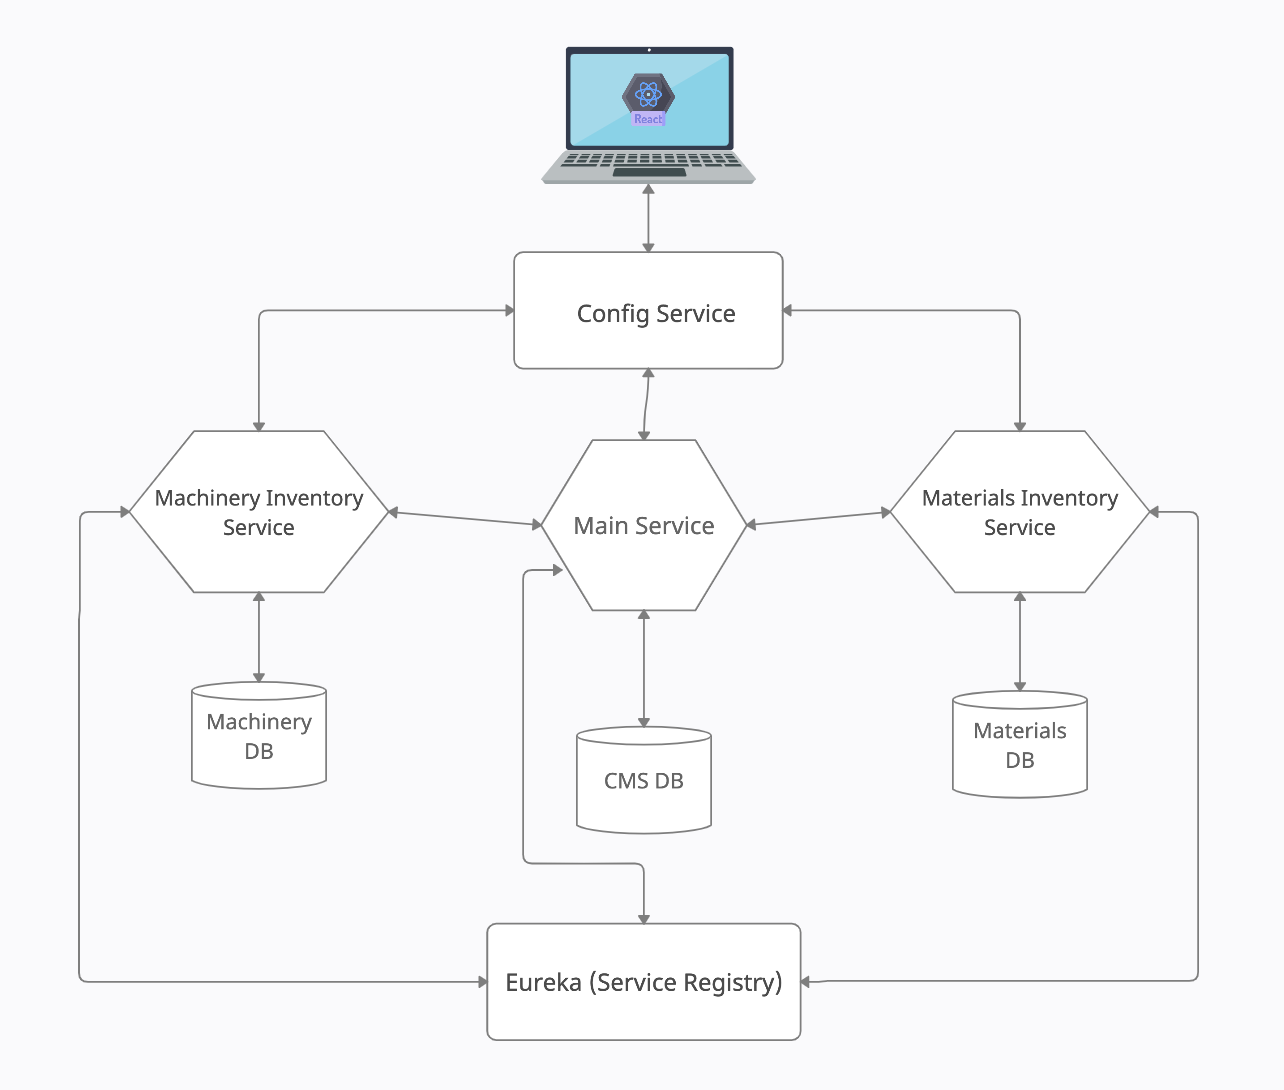 React
Config Service
Machinery Inventory
Service
Main Service
Materials Inventory
Service
Machinery
DB
CMS DB
Materials
DB
Eureka (Service Registry)